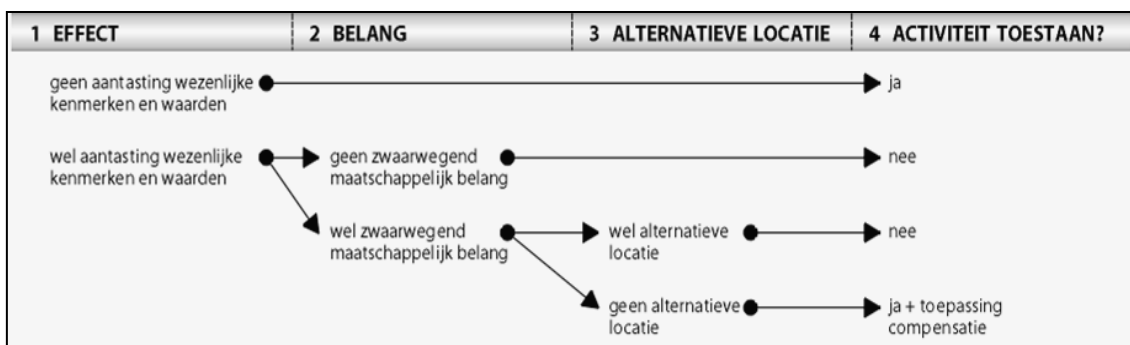 1 EFFECT
2 BELANG
3 ALTERNATIEVE LOCATIE
4 ACTIVITEIT TOESTAAN?
geen aantasting wezenlijke
kenmerken en waarden
ja
wel aantasting wezenlijke
kenmerken en waarden
geen zwaarwegend
maatschappelijk belang
nee
wel zwaarwegend
maatschappelijk belang
wel alternatieve
locatie
nee
geen alternatieve
locatie
ja + toepassing
compensatie